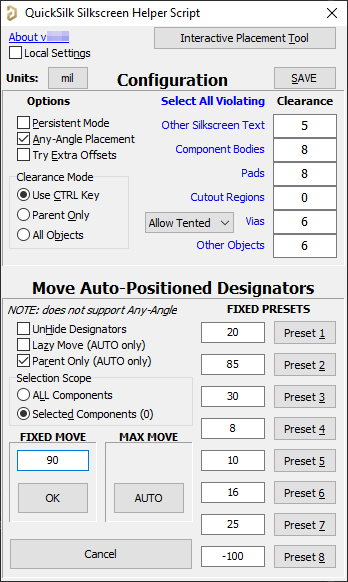 QuickSilk Silkscreen Helper Script
About v
Interactive Placement Tool
Local Settings
Units: mil
Configuration
SAVE
Options
Select All Violating
Clearance
Persistent Mode
Any-Angle Placement
Try Extra Offsets
Other Silkscreen Text 5
Component Bodies 8
Pads 8
Cutout Regions 0
Allow Tented
Vias 6
Other Objects 6
Clearance Mode
Use CTRL Key
Parent Only
All Objects
Move Auto-Positioned Designators
NOTE: does not support Any-Angle
FIXED PRESETS
UnHide Designators
Lazy Move (AUTO only)
Parent Only (AUTO only)
Selection Scope
ALL Components
Selected Components (0)
FIXED MOVE
MAX MOVE
90
OK
AUTO
Cancel
20 Preset 1
85 Preset 2
30 Preset 3
8 Preset 4
10 Preset 5
16 Preset 6
25 Preset 7
-100 Preset 8